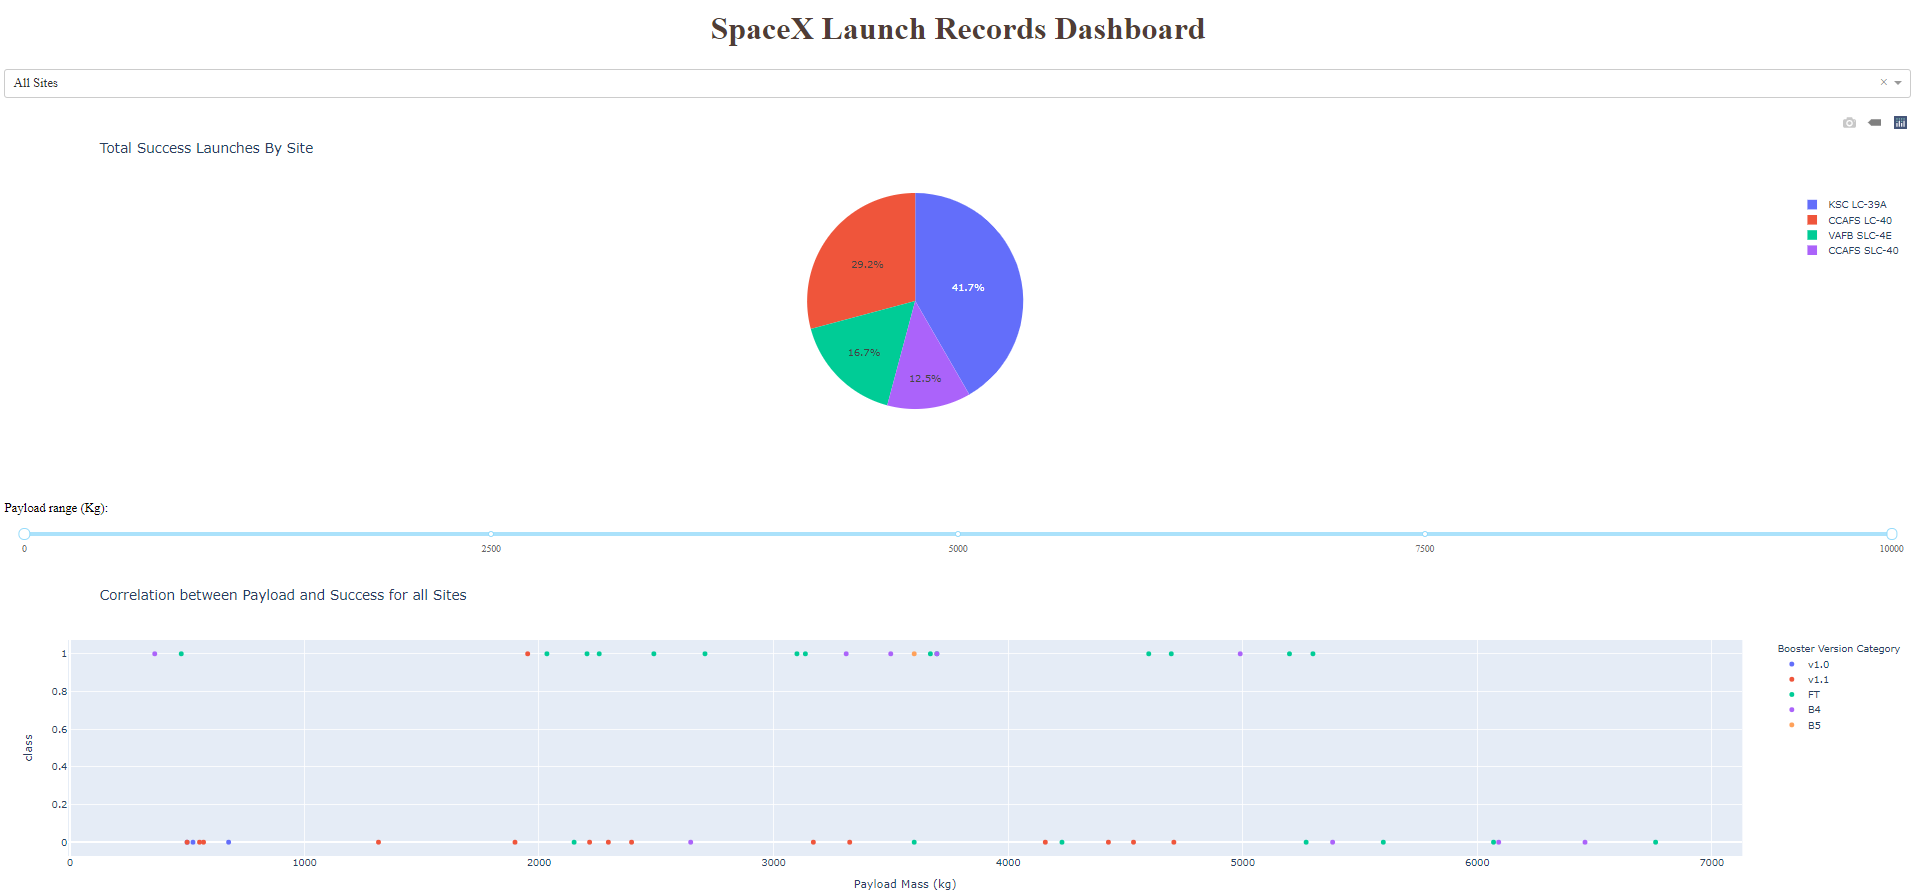 SpaceX Launch Records Dashboard
All Sites
Total Success Launches By Site
29.2%
41.7%
16.7%
12.5%
KSC LC-39A
CCAFS LC-40
VAFB SLC-4E
CCAFS SLC-40
Payload range (Kg):
0 2500 5000 7500 10000
Correlation between Payload and Success for all Sites
class
1
0.8
0.6
0.4
0.2
0
0 1000 2000 3000 4000 5000 6000 7000
Payload Mass (kg)
Booster Version Category
v1.0
v1.1
FT
B4
B5